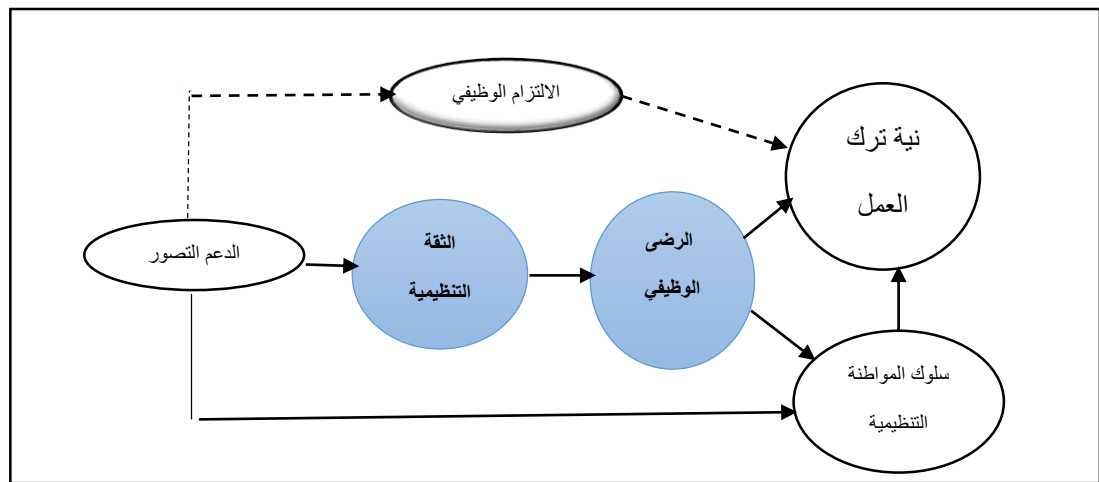 الالتزام الوظيفي
نية ترك
العمل
الدعم التصور
الثقة
التنظيمية
الرضى
الوظيفي
سلوك المواطنة
التنظيمية